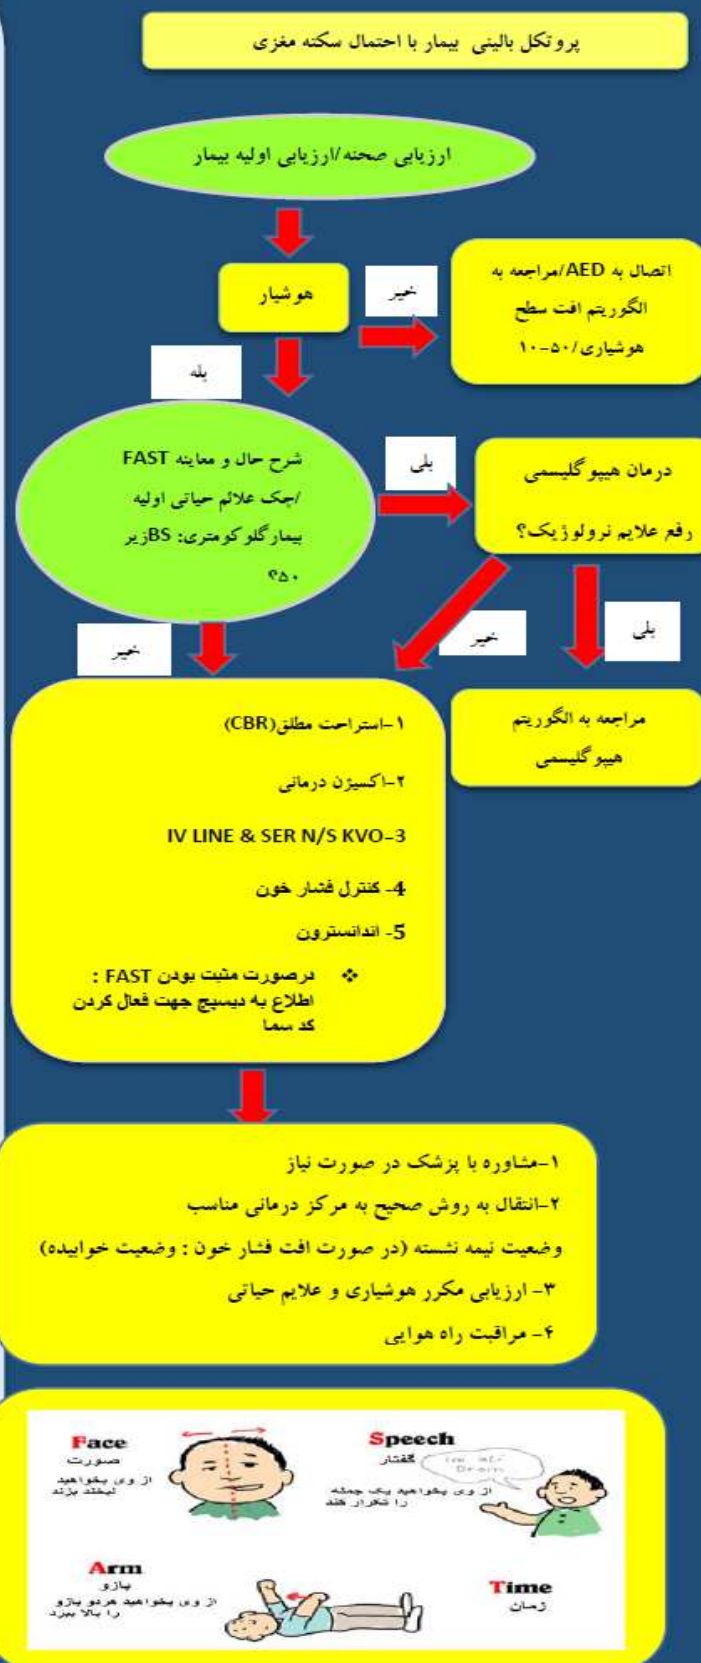 پروتکل بالینی بیمار با احتمال سکته مغزی
ارزیابی صحنه/ارزیابی اولیه بیمار
هوشیار
خیر
اتصال به AED/مراجعه به
الگوریتم افت سطح
هوشیاری/۵۰-۱۰
بله
شرح حال و معاینه FAST
/چک علائم حیاتی اولیه
بیمارگلوکومتری: BSزیر
۵۰؟
بلی
درمان هیپوگلیسمی
رفع علایم نرولوژیک؟
خیر
خیر
بلی
مراجعه به الگوریتم
هیپوگلیسمی
۱-استراحت مطلق(CBR)
۲-اکسیژن درمانی
IV LINE & SER N/S KVO-3
4- کنترل فشار خون
5- اندانسترون
❖ درصورت مثبت بودن FAST :
اطلاع به دیسپچ جهت فعال کردن
کد سما
۱-مشاوره با پزشک در صورت نیاز
۲-انتقال به روش صحیح به مرکز درمانی مناسب
وضعیت نیمه نشسته (در صورت افت فشار خون : وضعیت خوابیده)
۳- ارزیابی مکرر هوشیاری و علایم حیاتی
۴- مراقبت راه هوایی
Face
صورت
از وی بخواهید
لبخند بزند
Speech
گفتار
از وی بخواهید یک جمله
را تکرار کند
Arm
بازو
از وی بخواهید هردو بازو
را بالا ببرد
Time
زمان